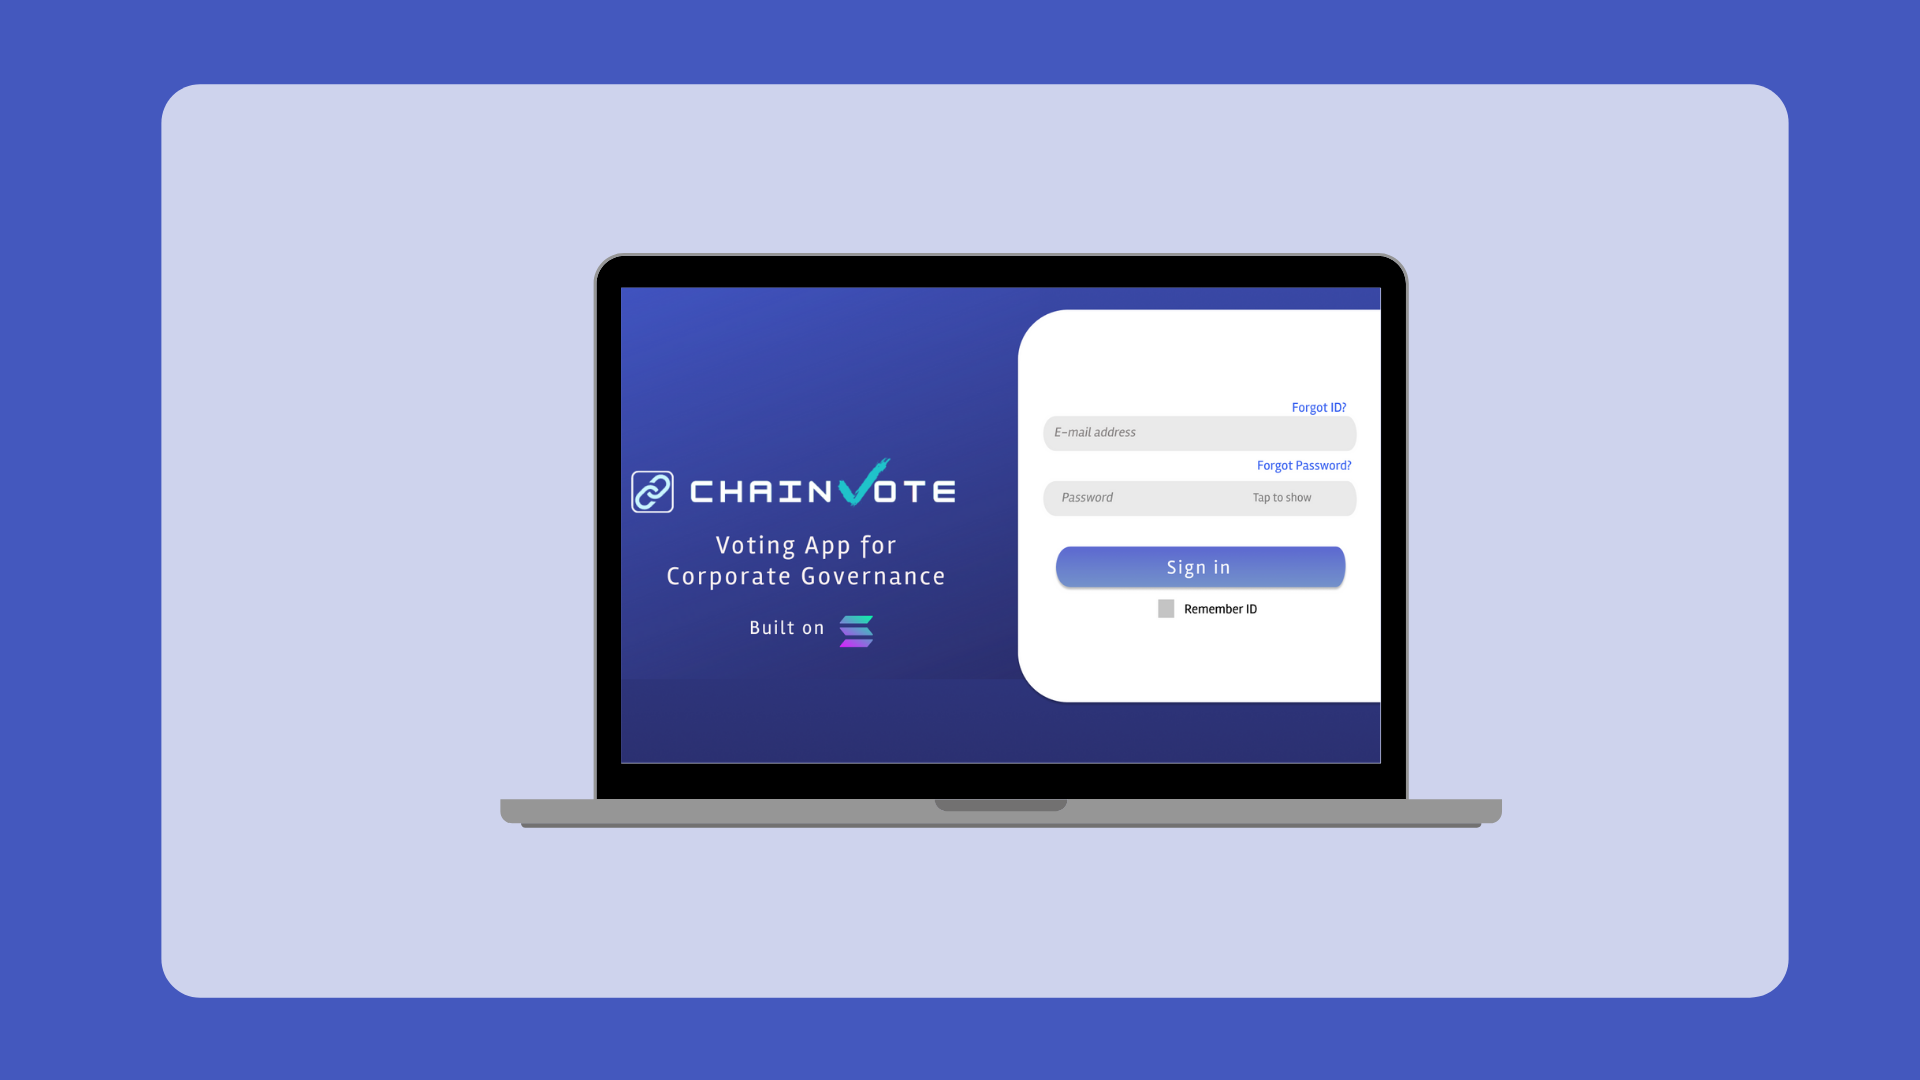 CHAINVOTE
Voting App for
Corporate Governance
Built on
Forgot ID?
E-mail address
Forgot Password?
Password Tap to show
Sign in
Remember ID